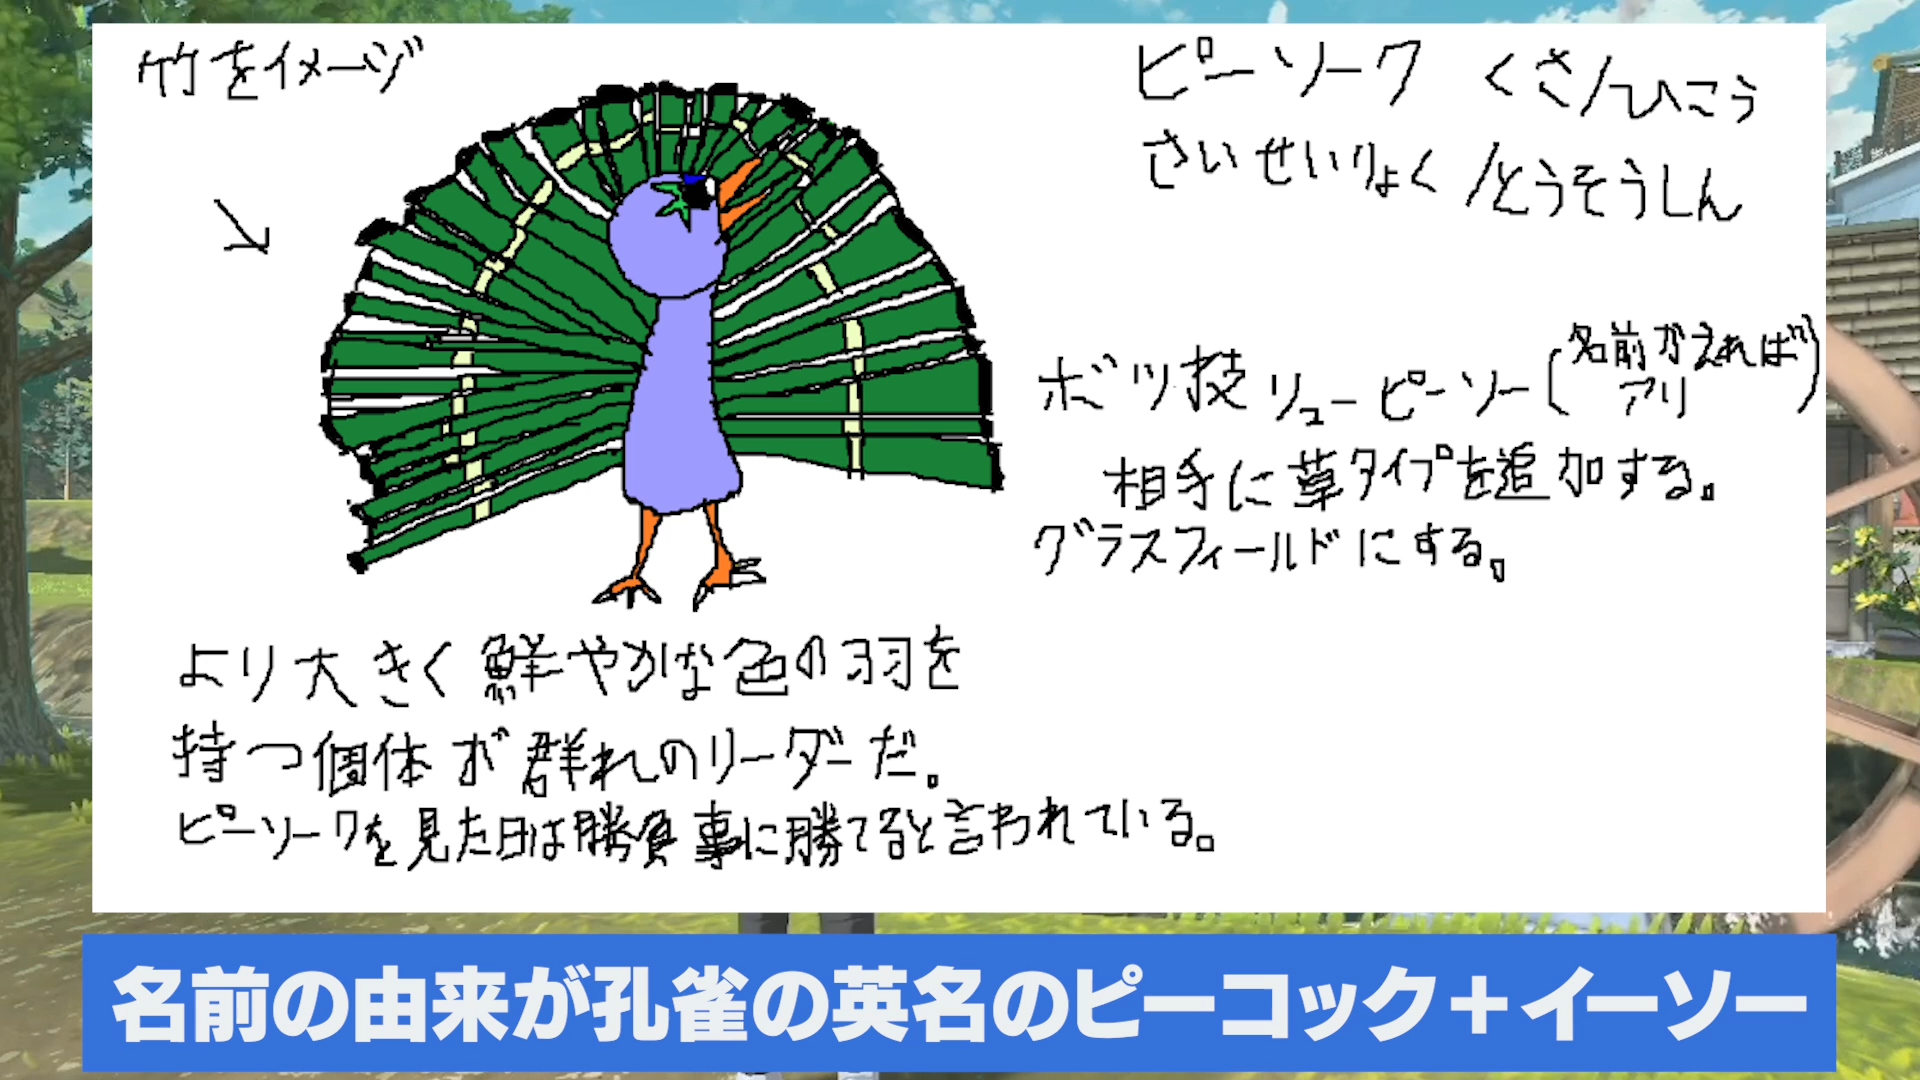 竹をイメージ
ピーソーク くさ/ひこう
さいせいりょく/とうそうしん
ボツ技 リューピーソー(名前かえればアリ)
相手に草タイプを追加する。
グラスフィールドにする。
より大きく鮮やかな色の羽を
持つ個体が群れのリーダーだ。
ピーソークを見た日は勝負事に勝てると言われている。
名前の由来が孔雀の英名のピーコック＋イーソー